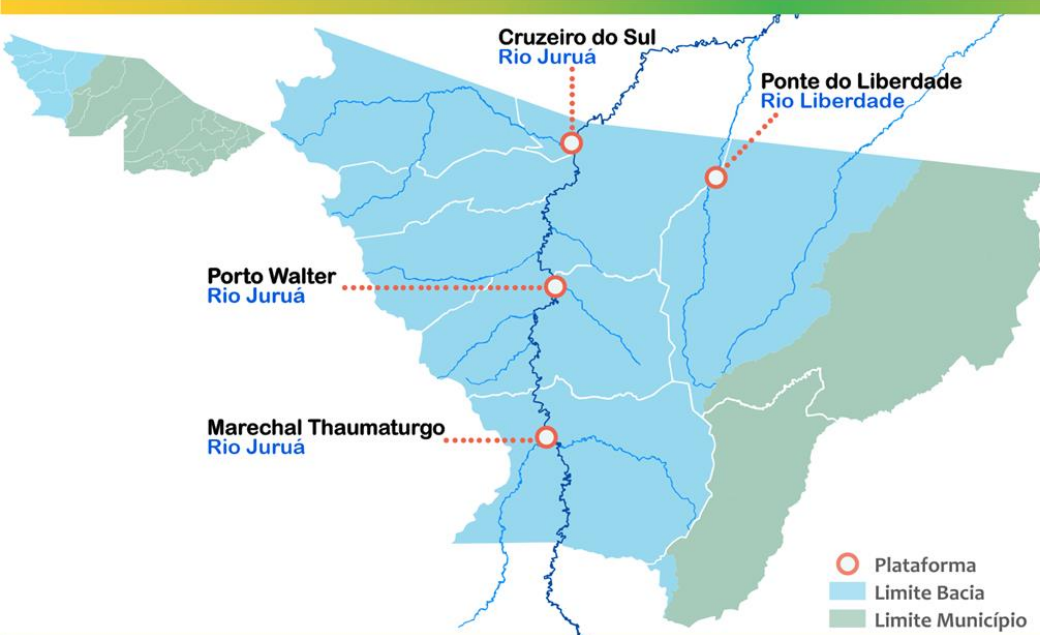 Cruzeiro do Sul
Rio Juruá
Ponte do Liberdade
Rio Liberdade
Porto Walter
Rio Juruá
Marechal Thaumaturgo
Rio Juruá
Plataforma
Limite Bacia
Limite Município